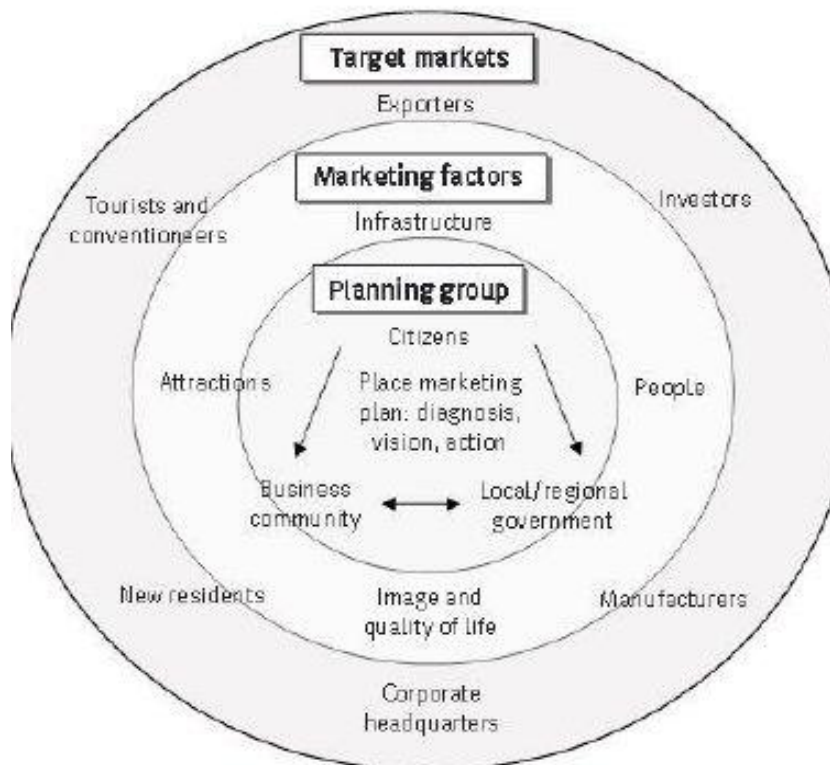 Target markets
Exporters
Marketing factors
Tourists and
conventioneers
Investors
Infrastructure
Planning group
Citizens
Attractions
Place marketing
plan: diagnosis,
vision, action
People
Business
community
Local/regional
government
New residents
Image and
quality of life
Manufacturers
Corporate
headquarters